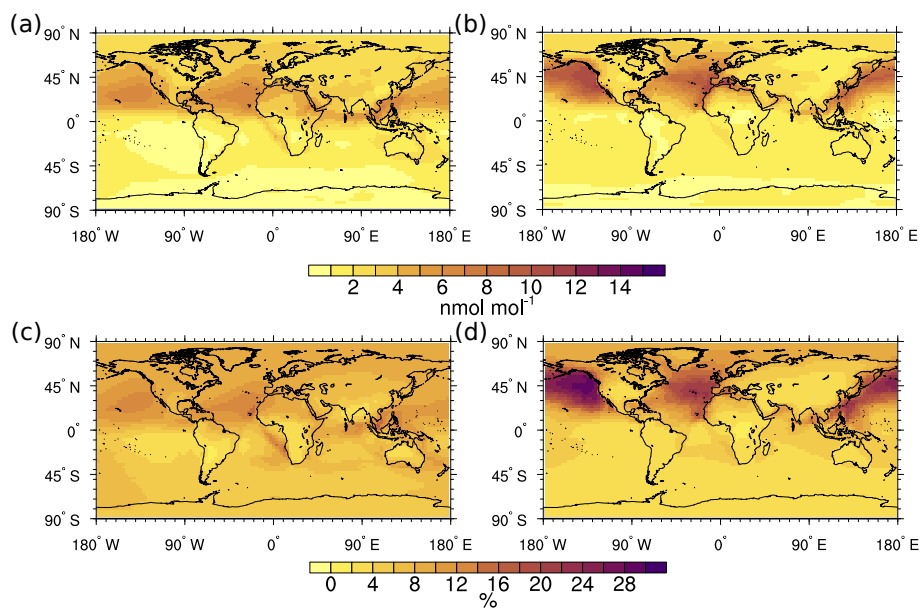 (a)
(b)
90° N
45° N
0°
45° S
90° S
180° W
90° W
0°
90° E
180° E
90° N
45° N
0°
45° S
90° S
180° W
90° W
0°
90° E
180° E
2 4 6 8 10 12 14
nmol mol⁻¹
(c)
(d)
90° N
45° N
0°
45° S
90° S
180° W
90° W
0°
90° E
180° E
90° N
45° N
0°
45° S
90° S
180° W
90° W
0°
90° E
180° E
0 4 8 12 16 20 24 28
%